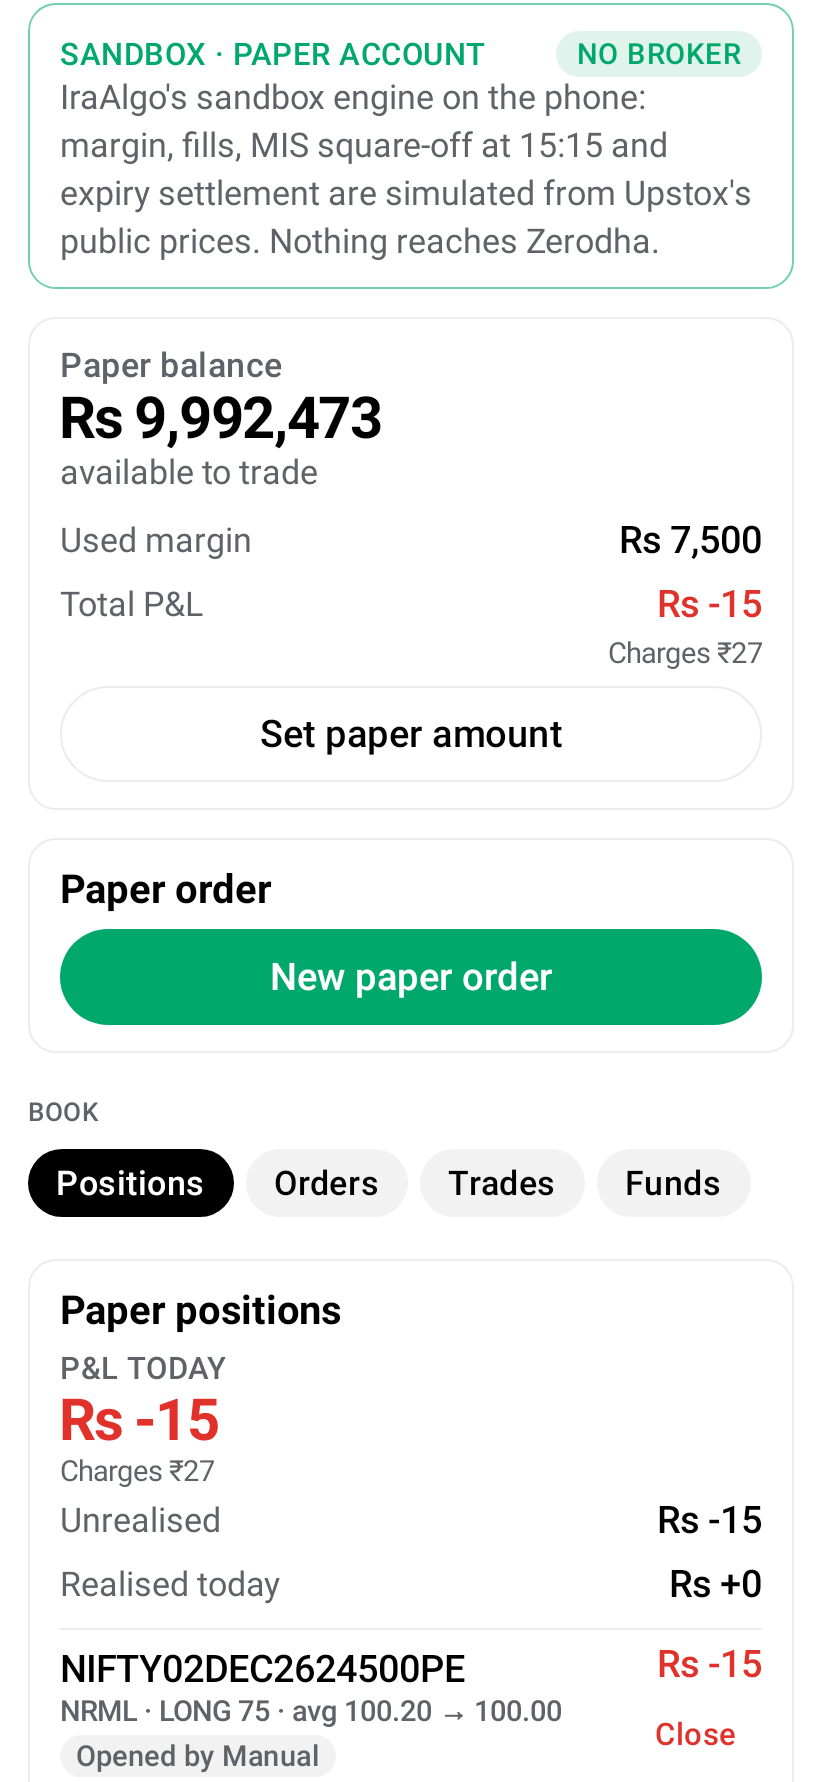 SANDBOX · PAPER ACCOUNT
NO BROKER
IraAlgo's sandbox engine on the phone:
margin, fills, MIS square-off at 15:15 and
expiry settlement are simulated from Upstox's
public prices. Nothing reaches Zerodha.
Paper balance
Rs 9,992,473
available to trade
Used margin
Rs 7,500
Total P&L
Rs -15
Charges ₹27
Set paper amount
Paper order
New paper order
BOOK
Positions
Orders
Trades
Funds
Paper positions
P&L TODAY
Rs -15
Charges ₹27
Unrealised
Rs -15
Realised today
Rs +0
NIFTY02DEC2624500PE
Rs -15
NRML · LONG 75 · avg 100.20 → 100.00
Close
Opened by Manual